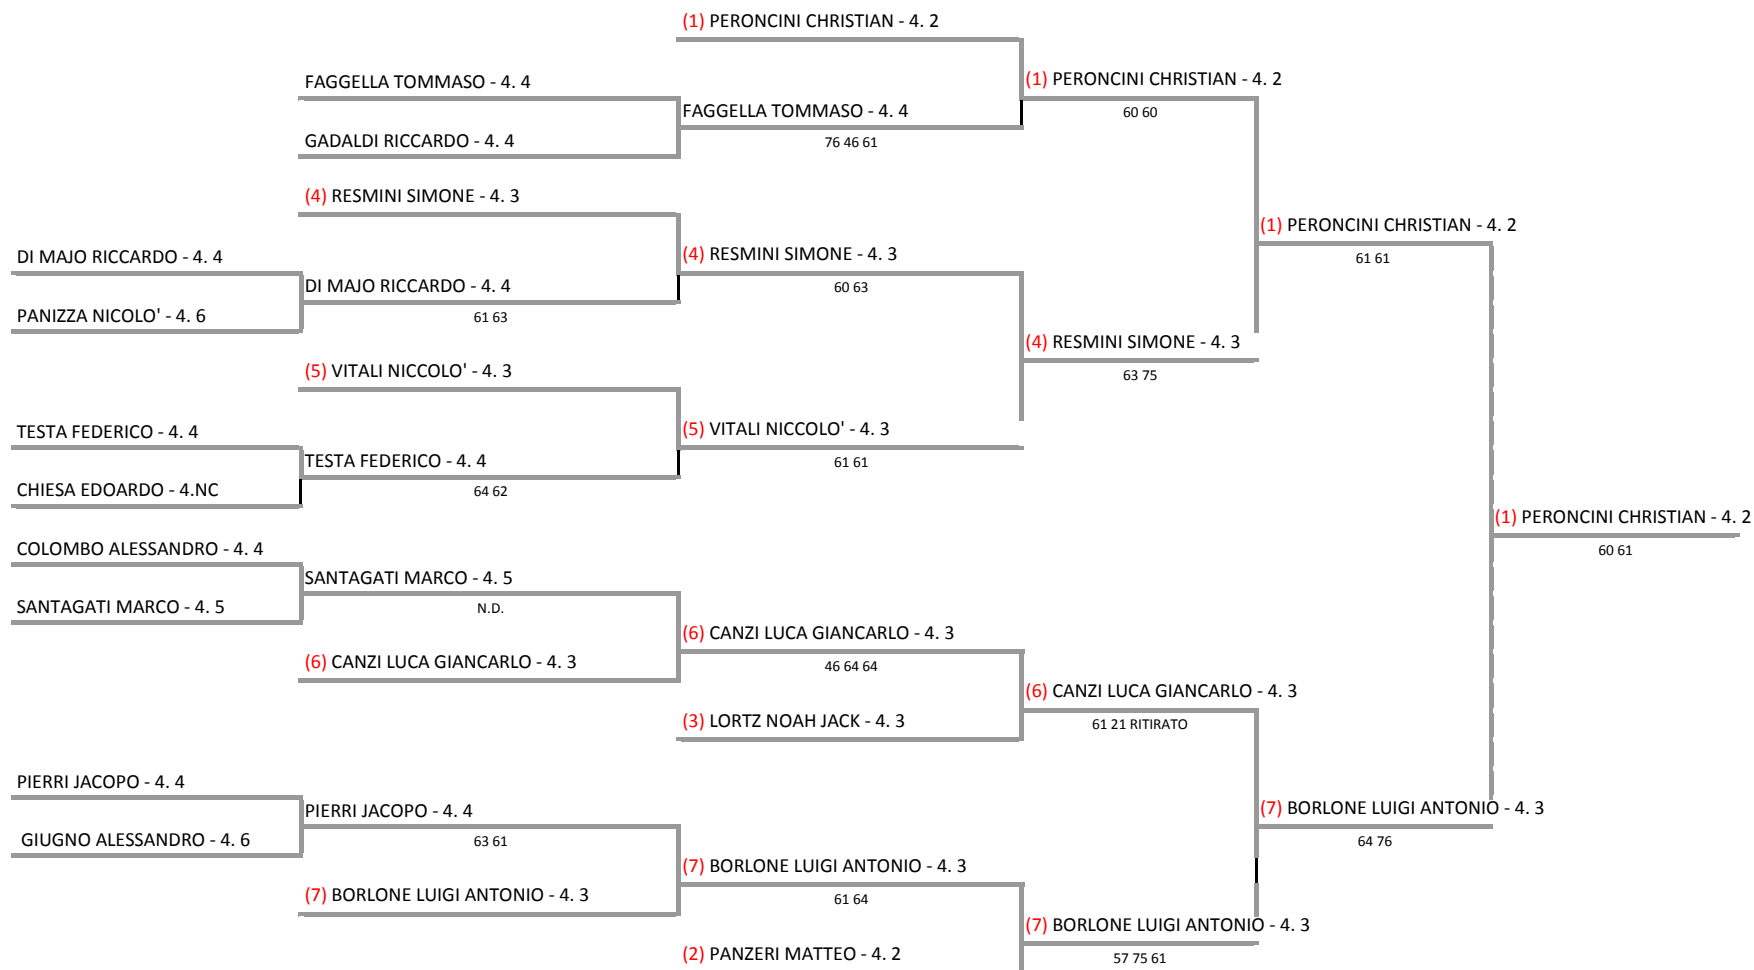 (1) PERONCINI CHRISTIAN - 4. 2
FAGGELLA TOMMASO - 4. 4
(1) PERONCINI CHRISTIAN - 4. 2
60 60
FAGGELLA TOMMASO - 4. 4
76 46 61
GADALDI RICCARDO - 4. 4
(4) RESMINI SIMONE - 4. 3
(1) PERONCINI CHRISTIAN - 4. 2
61 61
DI MAJO RICCARDO - 4. 4
(4) RESMINI SIMONE - 4. 3
60 63
DI MAJO RICCARDO - 4. 4
61 63
PANIZZA NICOLO' - 4. 6
(4) RESMINI SIMONE - 4. 3
63 75
(5) VITALI NICCOLO' - 4. 3
TESTA FEDERICO - 4. 4
(5) VITALI NICCOLO' - 4. 3
61 61
TESTA FEDERICO - 4. 4
64 62
CHIESA EDOARDO - 4.NC
(1) PERONCINI CHRISTIAN - 4. 2
60 61
COLOMBO ALESSANDRO - 4. 4
SANTAGATI MARCO - 4. 5
N.D.
SANTAGATI MARCO - 4. 5
(6) CANZI LUCA GIANCARLO - 4. 3
46 64 64
(6) CANZI LUCA GIANCARLO - 4. 3
(6) CANZI LUCA GIANCARLO - 4. 3
61 21 RITIRATO
(3) LORTZ NOAH JACK - 4. 3
PIERRI JACOPO - 4. 4
PIERRI JACOPO - 4. 4
63 61
(7) BORLONE LUIGI ANTONIO - 4. 3
64 76
GIUGNO ALESSANDRO - 4. 6
(7) BORLONE LUIGI ANTONIO - 4. 3
61 64
(7) BORLONE LUIGI ANTONIO - 4. 3
(7) BORLONE LUIGI ANTONIO - 4. 3
57 75 61
(2) PANZERI MATTEO - 4. 2